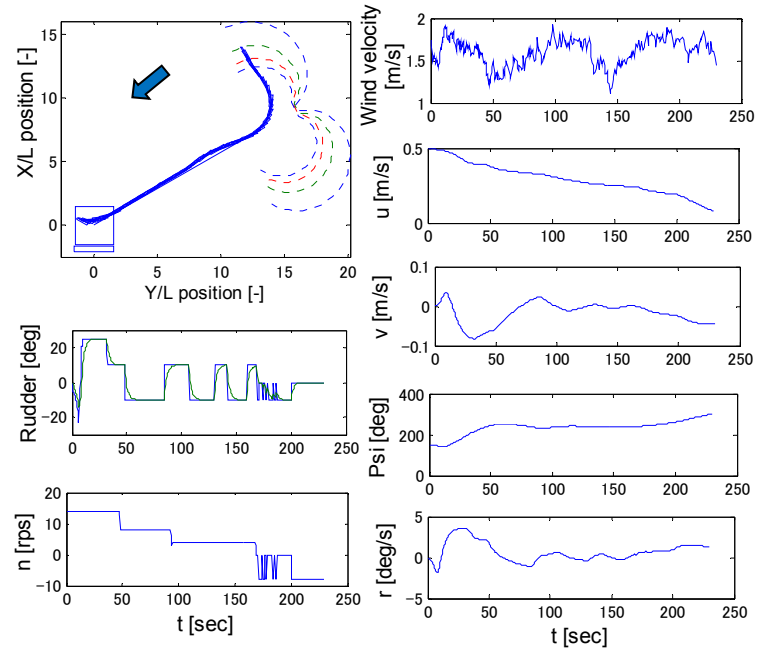 15
10
5
0
X/L position [-]
0 5 10 15 20
Y/L position [-]
20
0
−20
Rudder [deg]
0 50 100 150 200 250
20
10
0
−10
n [rps]
0 50 100 150 200 250
t [sec]
2
1.5
1
Wind velocity
[m/s]
0 50 100 150 200 250
0.5
0
u [m/s]
0 50 100 150 200 250
0.1
0
−0.1
v [m/s]
0 50 100 150 200 250
400
200
0
Psi [deg]
0 50 100 150 200 250
5
0
−5
r [deg/s]
0 50 100 150 200 250
t [sec]